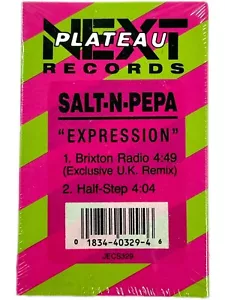 NEXT
PLATEAU
RECORDS
SALT-N-PEPA
"EXPRESSION"
1. Brixton Radio 4:49
(Exclusive U.K. Remix)
2. Half-Step 4:04
0 1834-40329-4 6